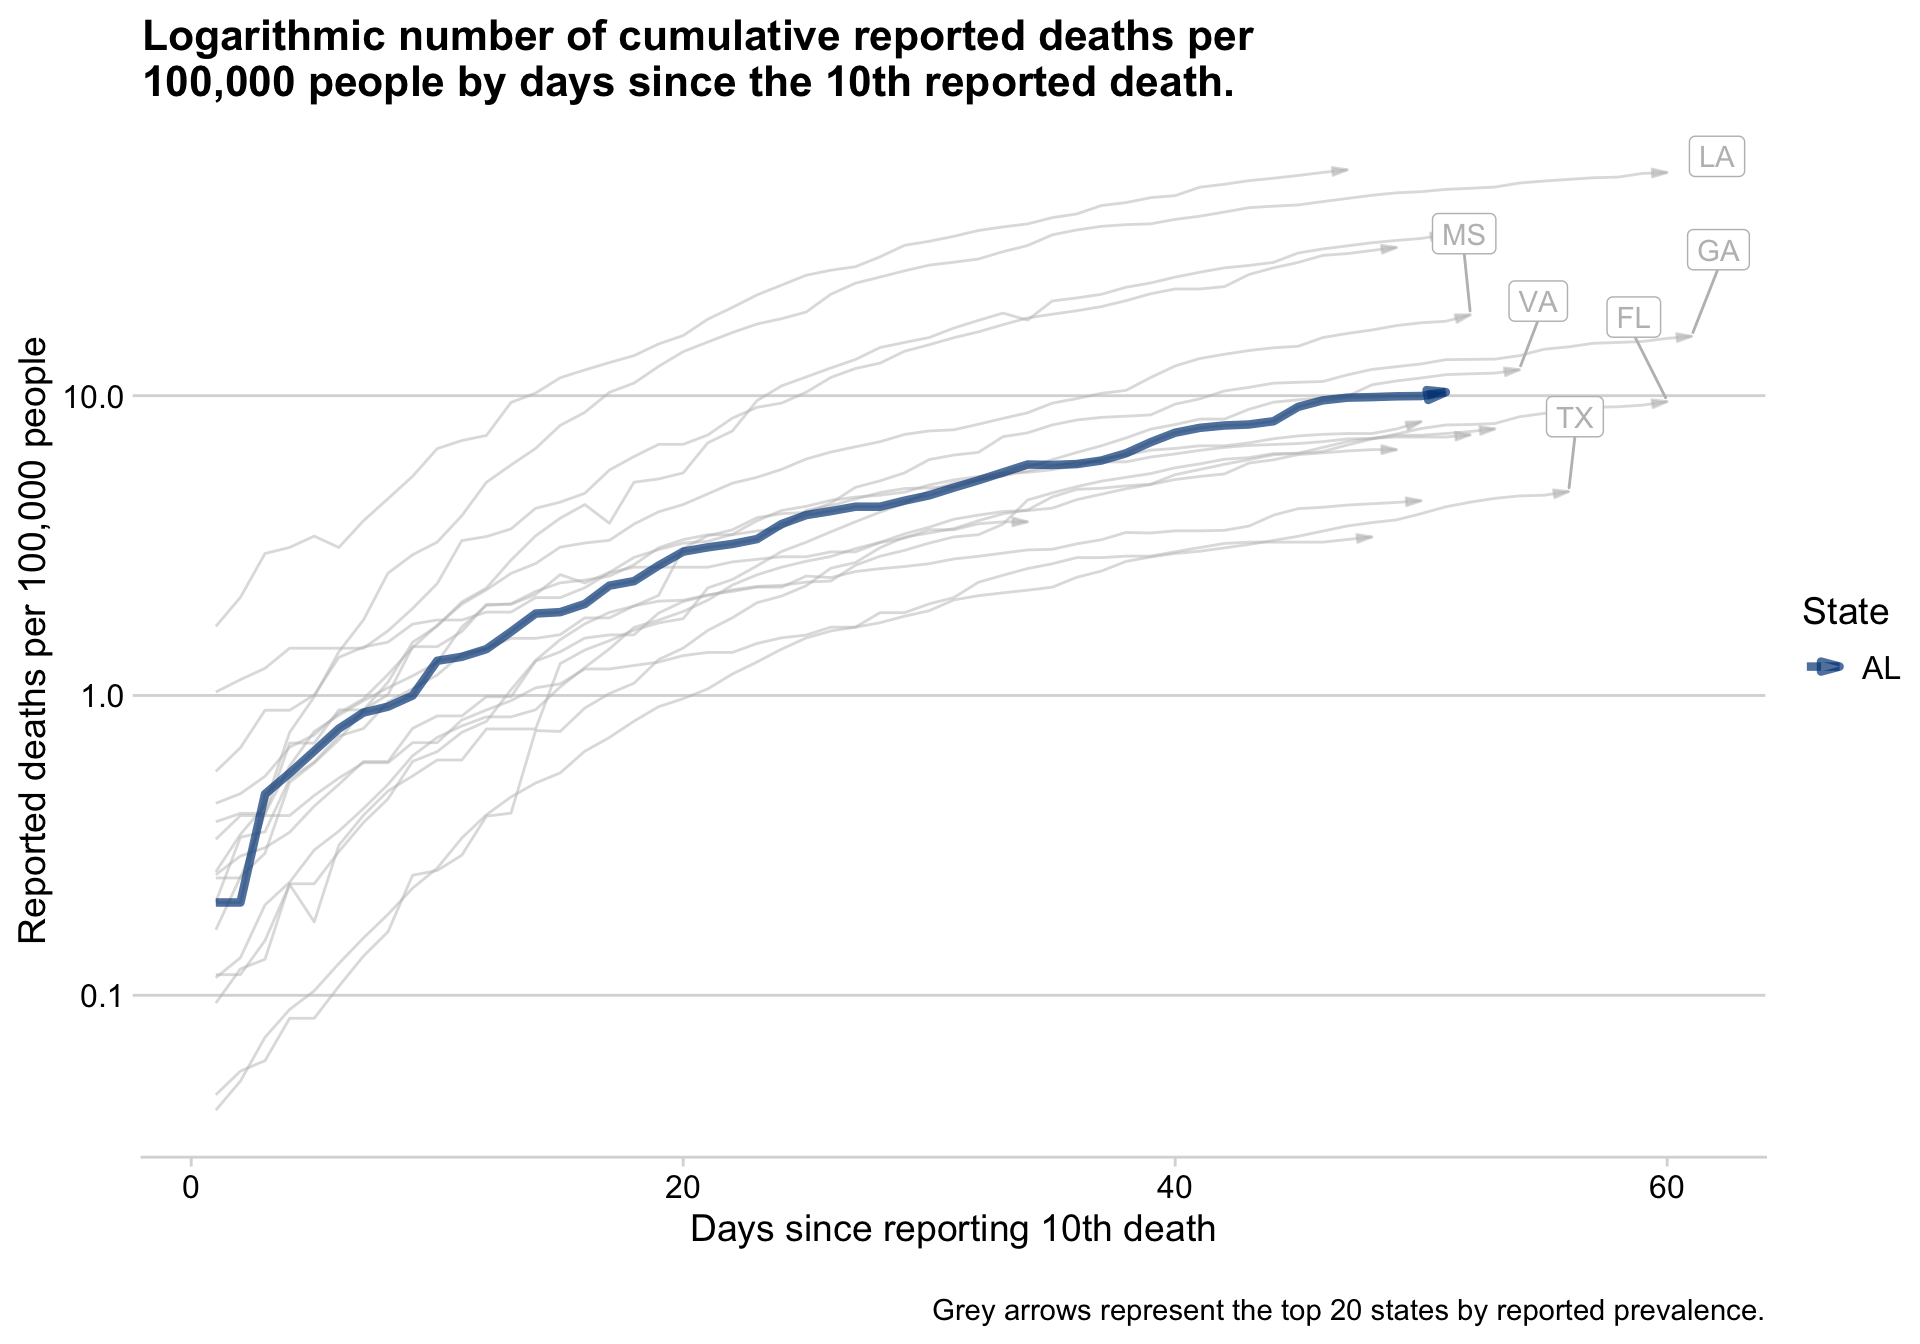 Logarithmic number of cumulative reported deaths per
100,000 people by days since the 10th reported death.
LA
MS
GA
VA
FL
TX
10.0
1.0
0.1
Reported deaths per 100,000 people
State
AL
0
20
40
60
Days since reporting 10th death
Grey arrows represent the top 20 states by reported prevalence.